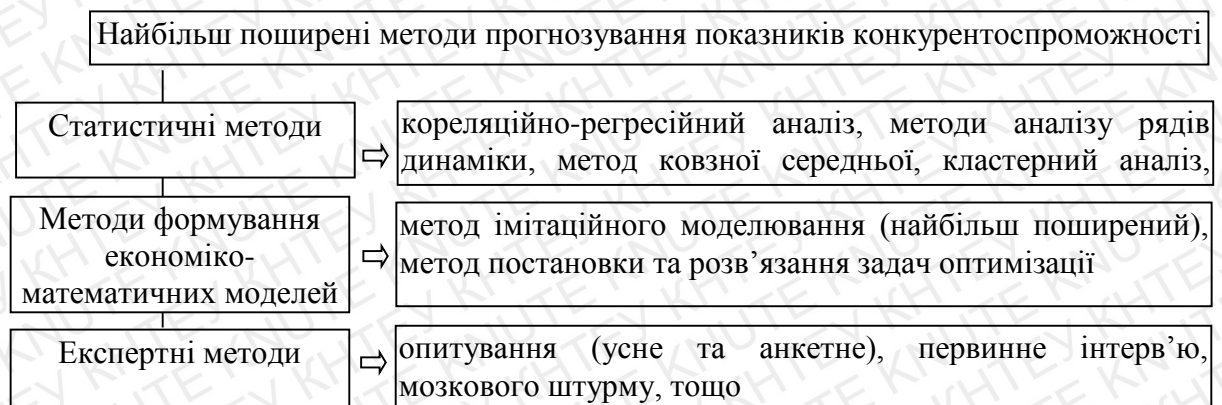 Найбільш поширені методи прогнозування показників конкурентоспроможності
Статистичні методи
кореляційно-регресійний аналіз, методи аналізу рядів
динаміки, метод ковзної середньої, кластерний аналіз,
Методи формування
економіко-
математичних моделей
метод імітаційного моделювання (найбільш поширений),
метод постановки та розв’язання задач оптимізації
Експертні методи
опитування (усне та анкетне), первинне інтерв’ю,
мозкового штурму, тощо